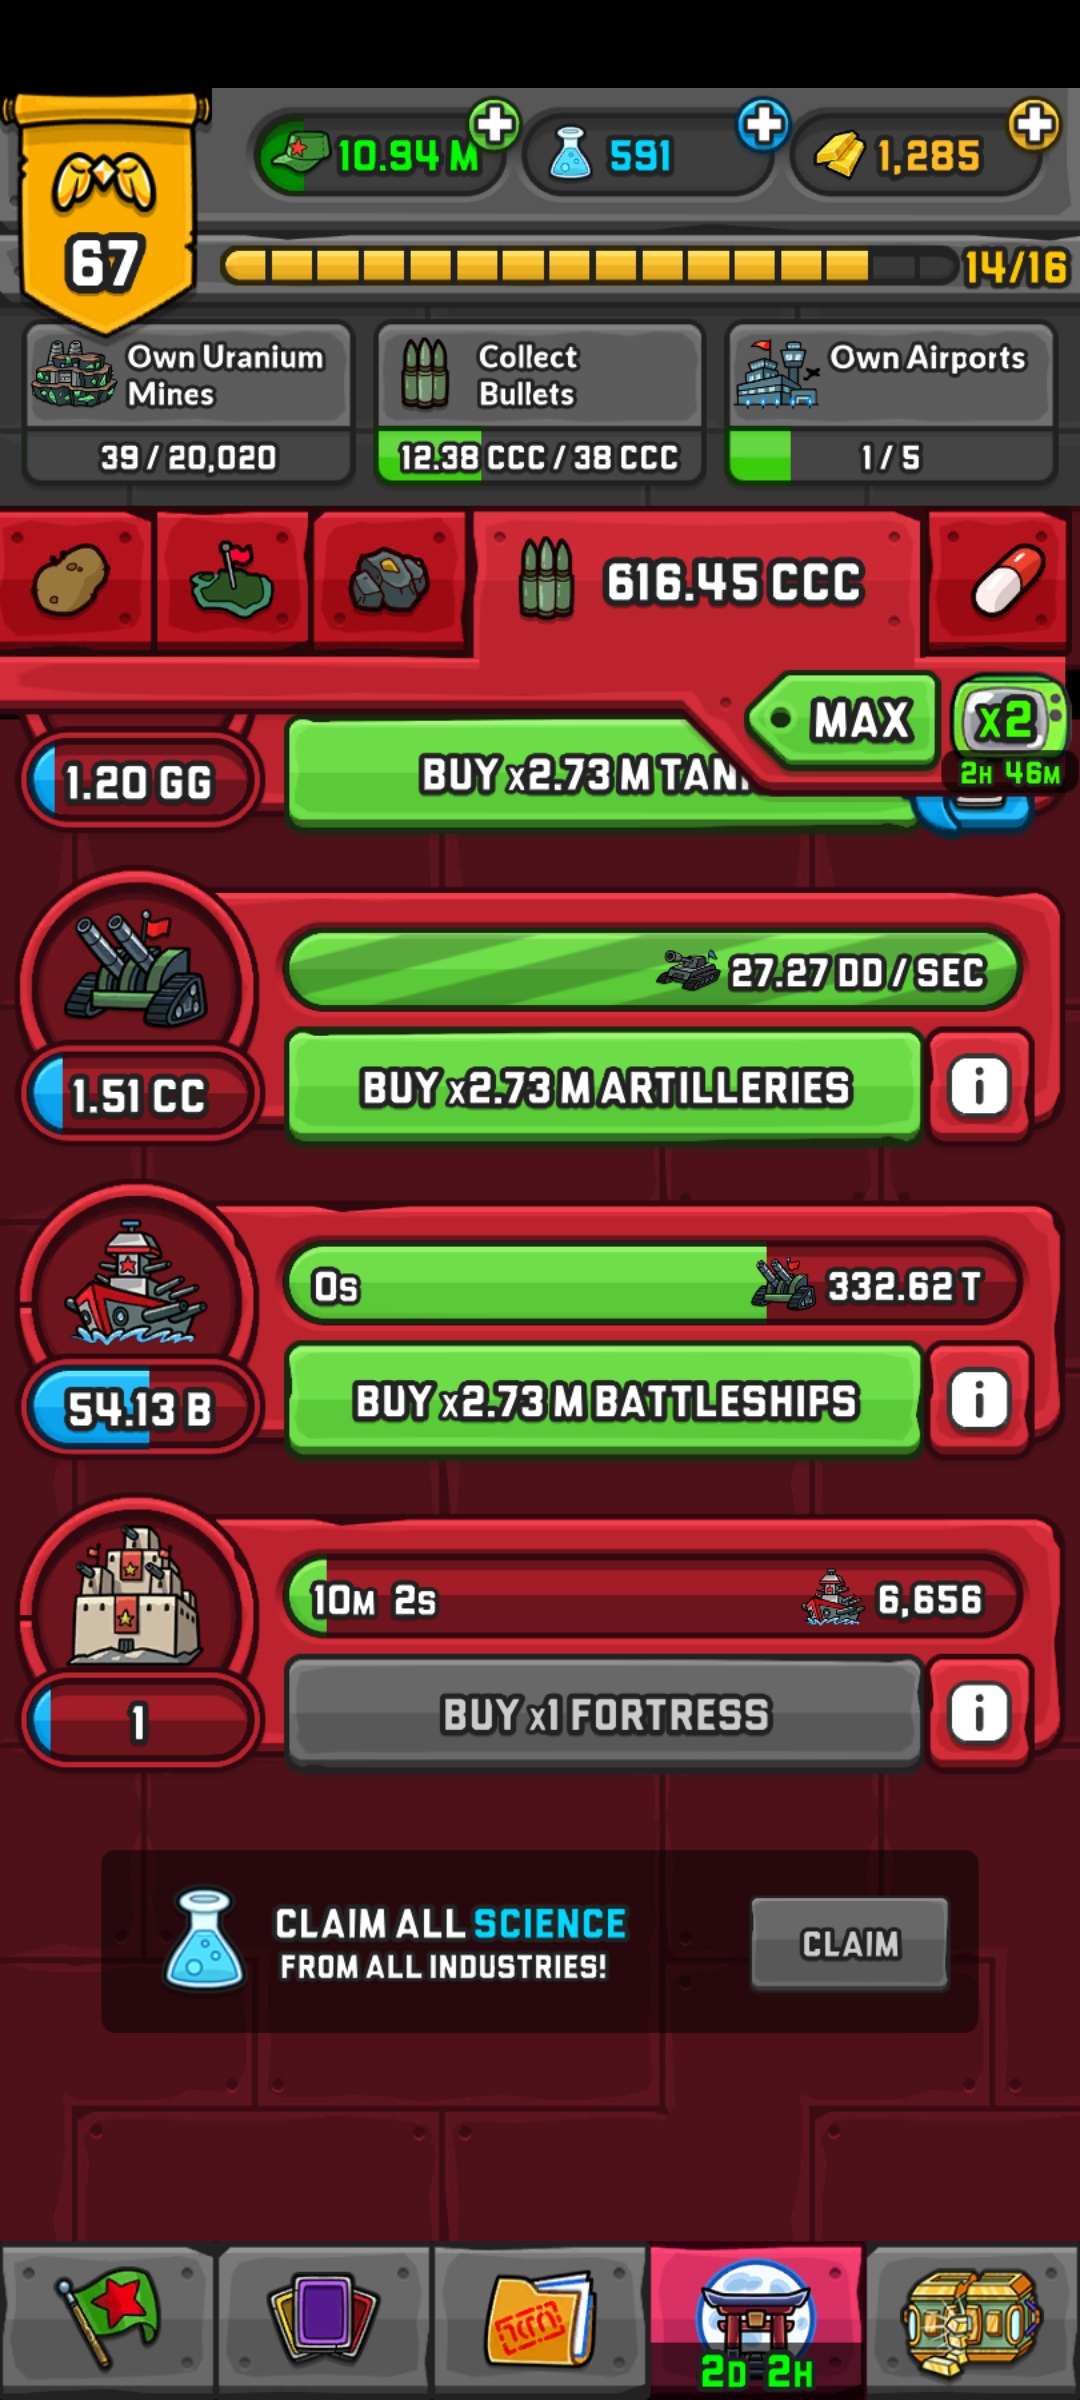 10.94 M
591
1,285
67
14/16
Own Uranium
Mines
39 / 20,020
Collect
Bullets
12.38 CCC / 38 CCC
Own Airports
1 / 5
616.45 CCC
MAX
x2
2H 46M
1.20 GG
BUY x2.73 M
27.27 DD / SEC
1.51 CC
BUY x2.73 M ARTILLERIES
0s
332.62 T
54.13 B
BUY x2.73 M BATTLESHIPS
10M 2s
6,656
1
BUY x1 FORTRESS
CLAIM ALL SCIENCE
FROM ALL INDUSTRIES!
CLAIM
2D 2H